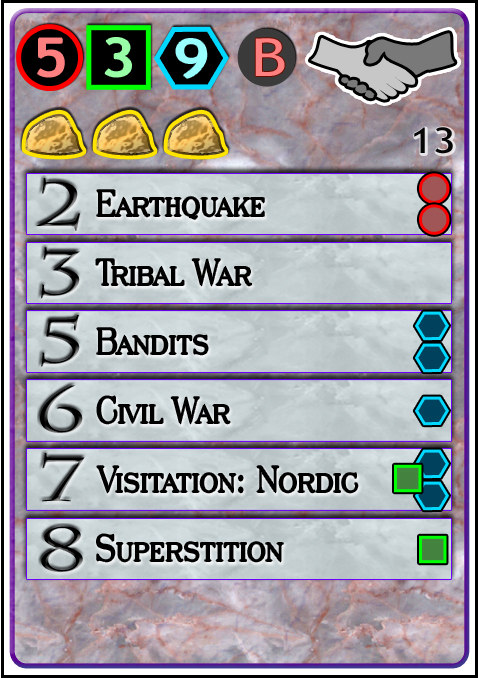 5 3 9 B
13
2 Earthquake
3 Tribal War
5 Bandits
6 Civil War
7 Visitation: Nordic
8 Superstition